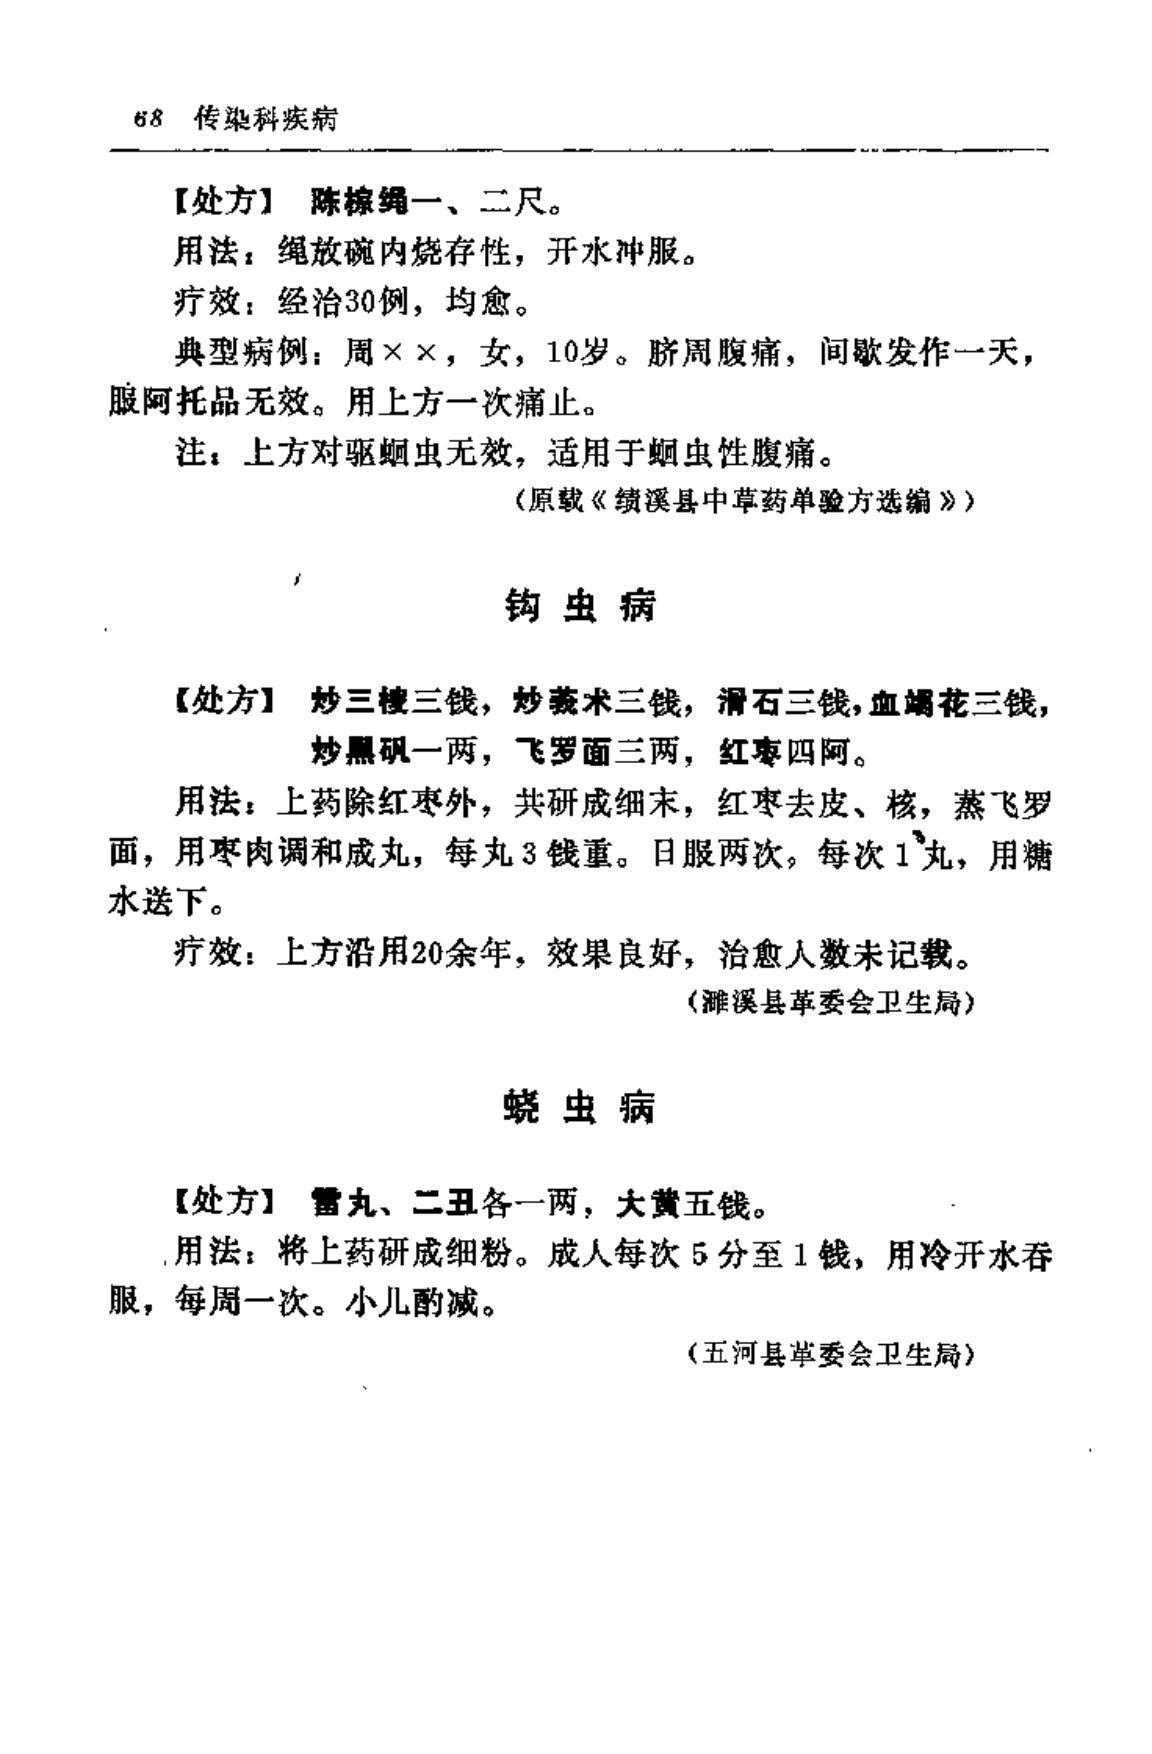 68 传染科疾病
【处方】 陈棕绳一、二尺。
用法：绳放碗内烧存性，开水冲服。
疗效：经治30例，均愈。
典型病例：周××，女，10岁。脐周腹痛，间歇发作一天，
服阿托品无效。用上方一次痛止。
注：上方对驱蛔虫无效，适用于蛔虫性腹痛。
（原载《绩溪县中草药单验方选编》）
钩虫病
【处方】 炒三棱三钱，炒莪术三钱，滑石三钱，血竭花三钱，
炒黑矾一两，飞罗面三两，红枣四阿。
用法：上药除红枣外，共研成细末，红枣去皮、核，蒸飞罗
面，用枣肉调和成丸，每丸3钱重。日服两次，每次1丸，用糖
水送下。
疗效：上方沿用20余年，效果良好，治愈人数未记载。
（濉溪县革委会卫生局）
蛲虫病
【处方】 雷丸、二丑各一两，大黄五钱。
用法：将上药研成细粉。成人每次5分至1钱，用冷开水吞
服，每周一次。小儿酌减。
（五河县革委会卫生局）